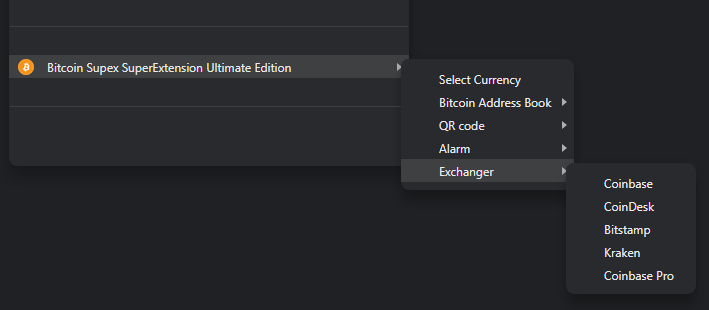 Bitcoin Supex SuperExtension Ultimate Edition
Select Currency
Bitcoin Address Book
QR code
Alarm
Exchanger
Coinbase
CoinDesk
Bitstamp
Kraken
Coinbase Pro